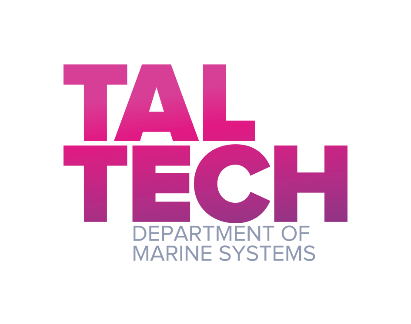 TAL
TECH
DEPARTMENT OF
MARINE SYSTEMS